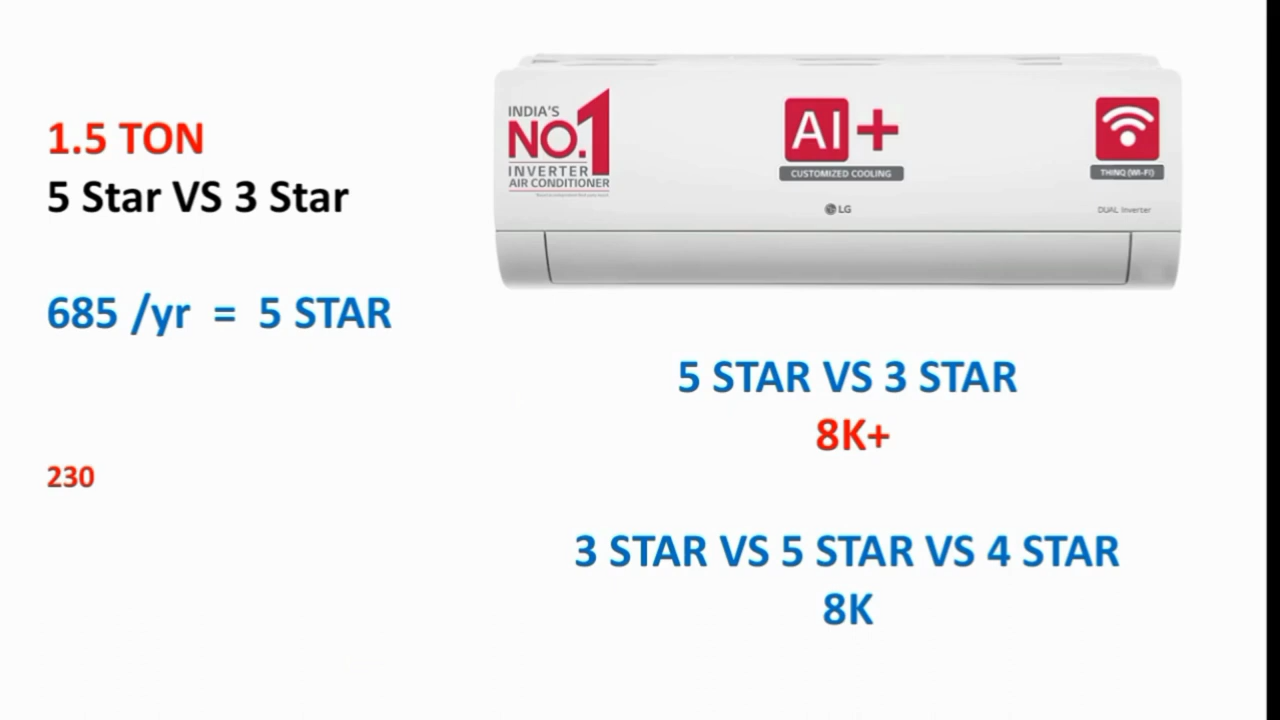 1.5 TON
5 Star VS 3 Star
685 /yr = 5 STAR
230
INDIA'S
NO.1
INVERTER
AIR CONDITIONER
AI+
CUSTOMIZED COOLING
THINQ (WI-FI)
LG
DUAL Inverter
5 STAR VS 3 STAR
8K+
3 STAR VS 5 STAR VS 4 STAR
8K